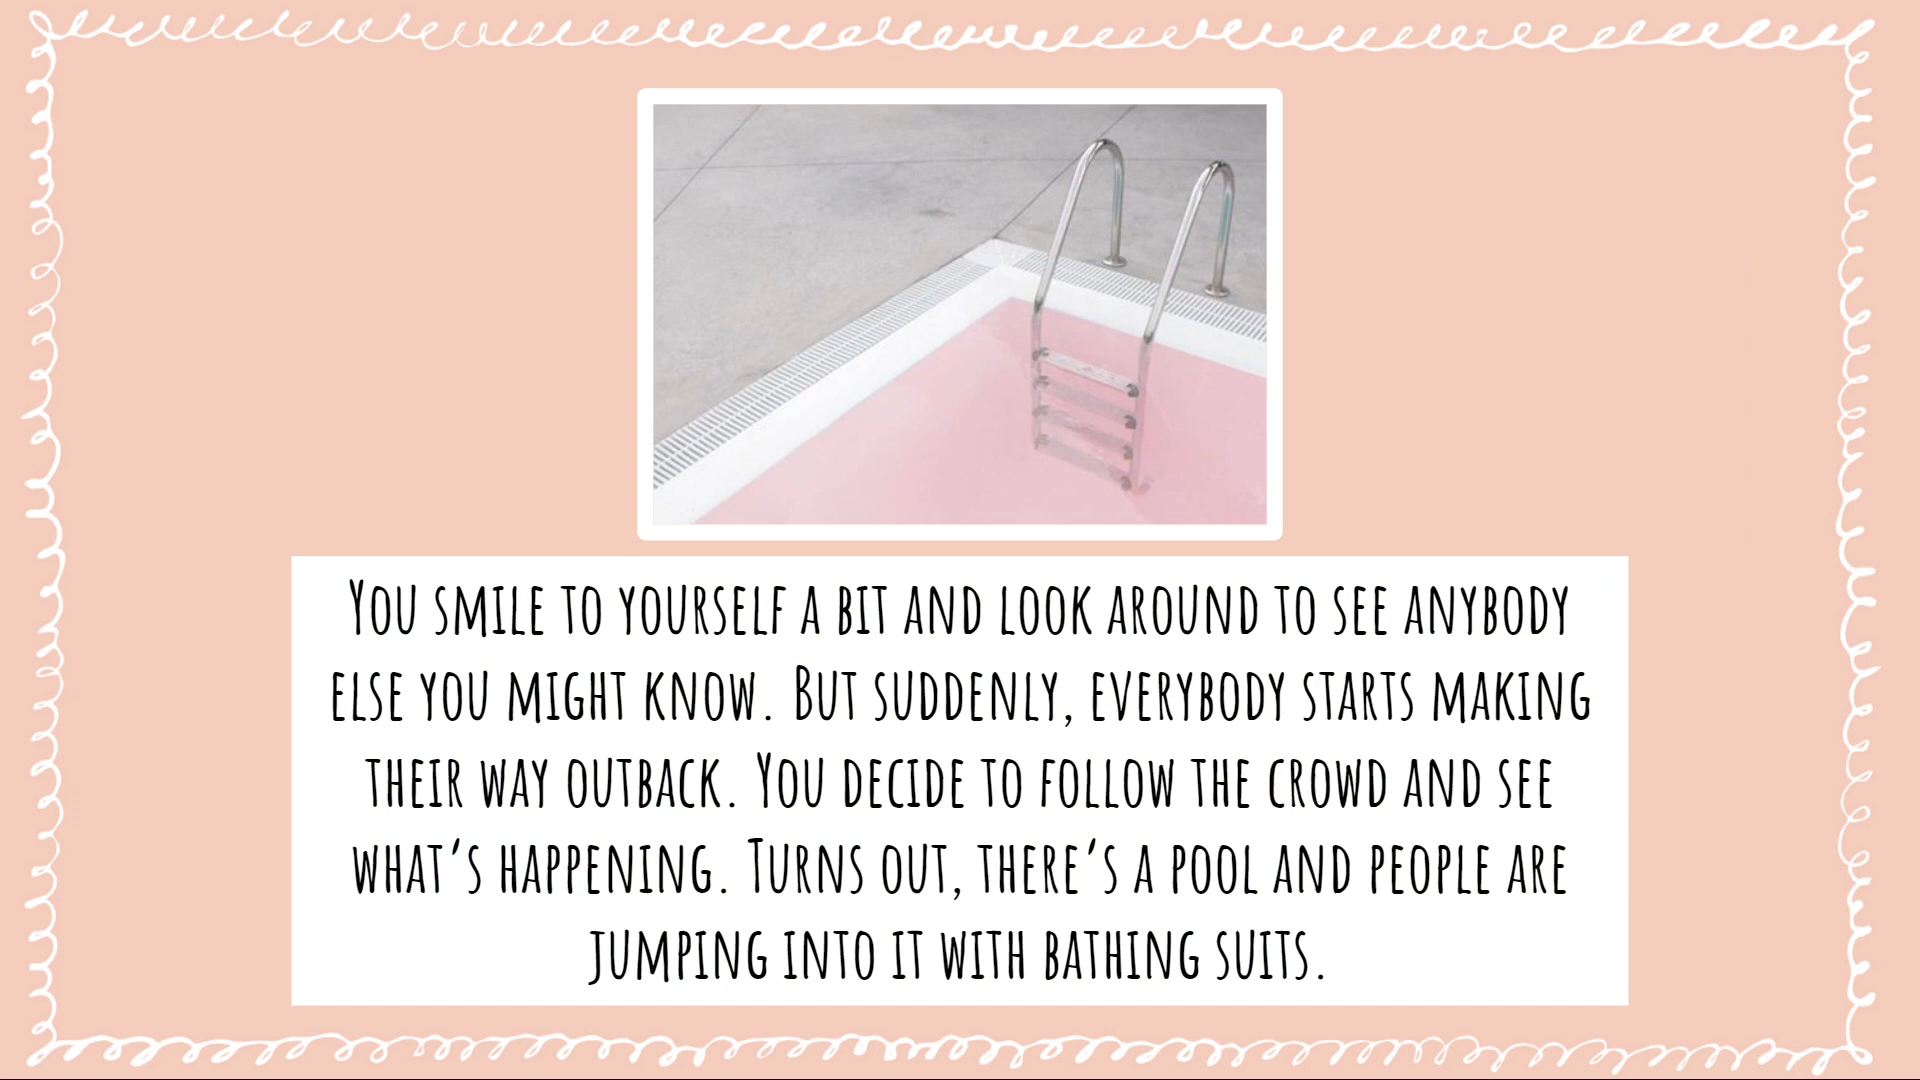 You smile to yourself a bit and look around to see anybody
else you might know. But suddenly, everybody starts making
their way outback. You decide to follow the crowd and see
what's happening. Turns out, there's a pool and people are
jumping into it with bathing suits.